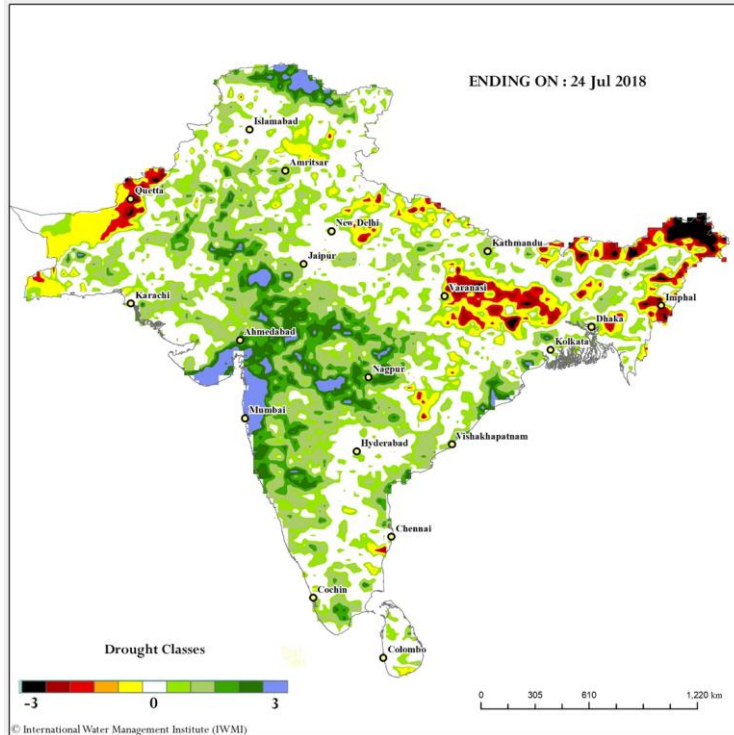 ENDING ON : 24 Jul 2018
Islamabad
Amritsar
Quetta
New Delhi
Kathmandu
Jaipur
Varanasi
Karachi
Imphal
Dhaka
Ahmedabad
Kolkata
Nagpur
Mumbai
Hyderabad
Vishakhapatnam
Chennai
Cochin
Drought Classes
Colombo
-3 0 3
0 305 610 1,220 km
© International Water Management Institute (IWMI)